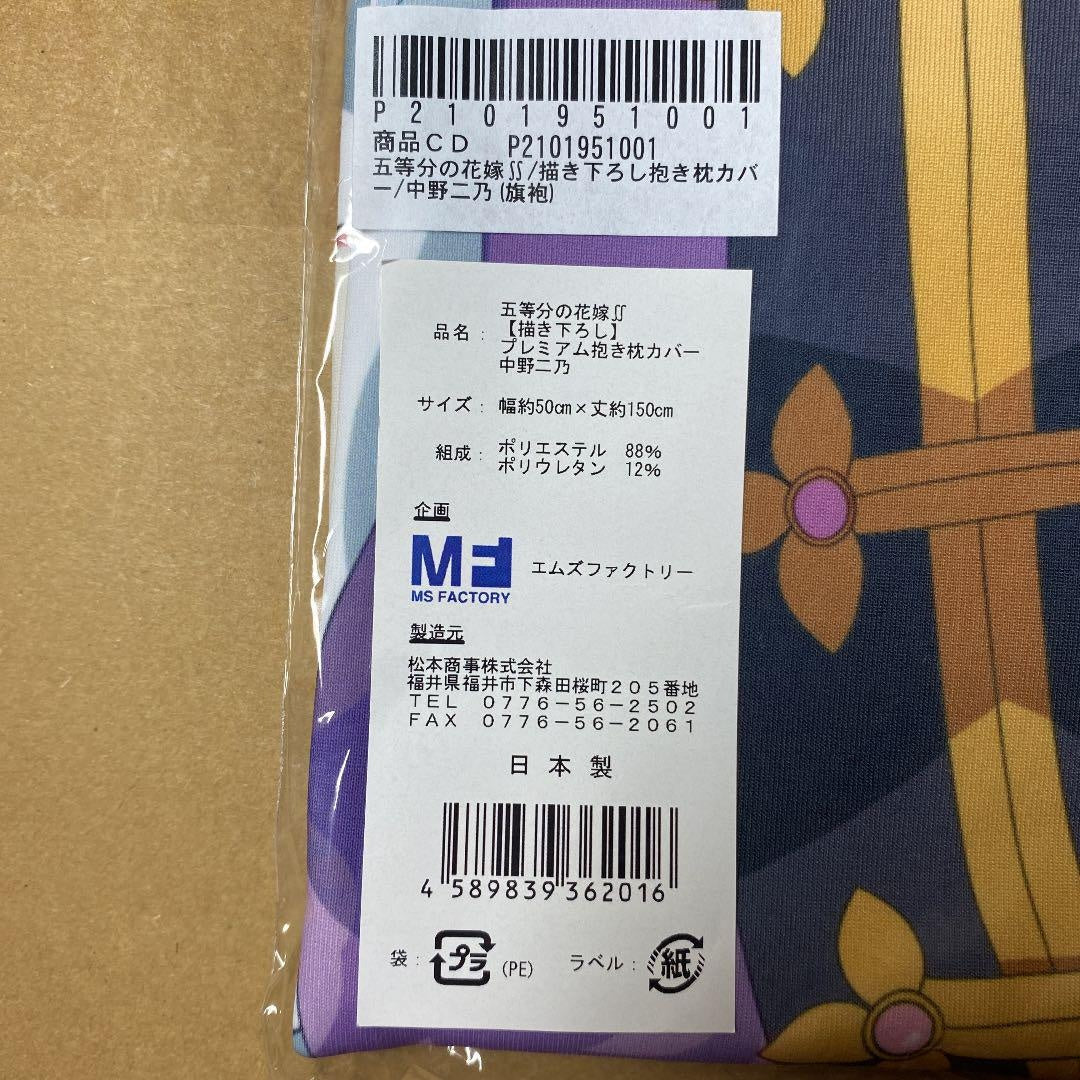 P2101951001
商品CD P2101951001
五等分の花嫁∬/描き下ろし抱き枕カバ
ー/中野二乃 (旗袍)
品名：
五等分の花嫁∬
【描き下ろし】
プレミアム抱き枕カバー
中野二乃
サイズ： 幅約50㎝×丈約150㎝
組成： ポリエステル 88%
ポリウレタン 12%
企画
MF
MS FACTORY
エムズファクトリー
製造元
松本商事株式会社
福井県福井市下森田桜町２０５番地
ＴＥＬ ０７７６－５６－２５０２
ＦＡＸ ０７７６－５６－２０６１
日本製
4 589839 362016
袋： プラ (PE) ラベル： 紙